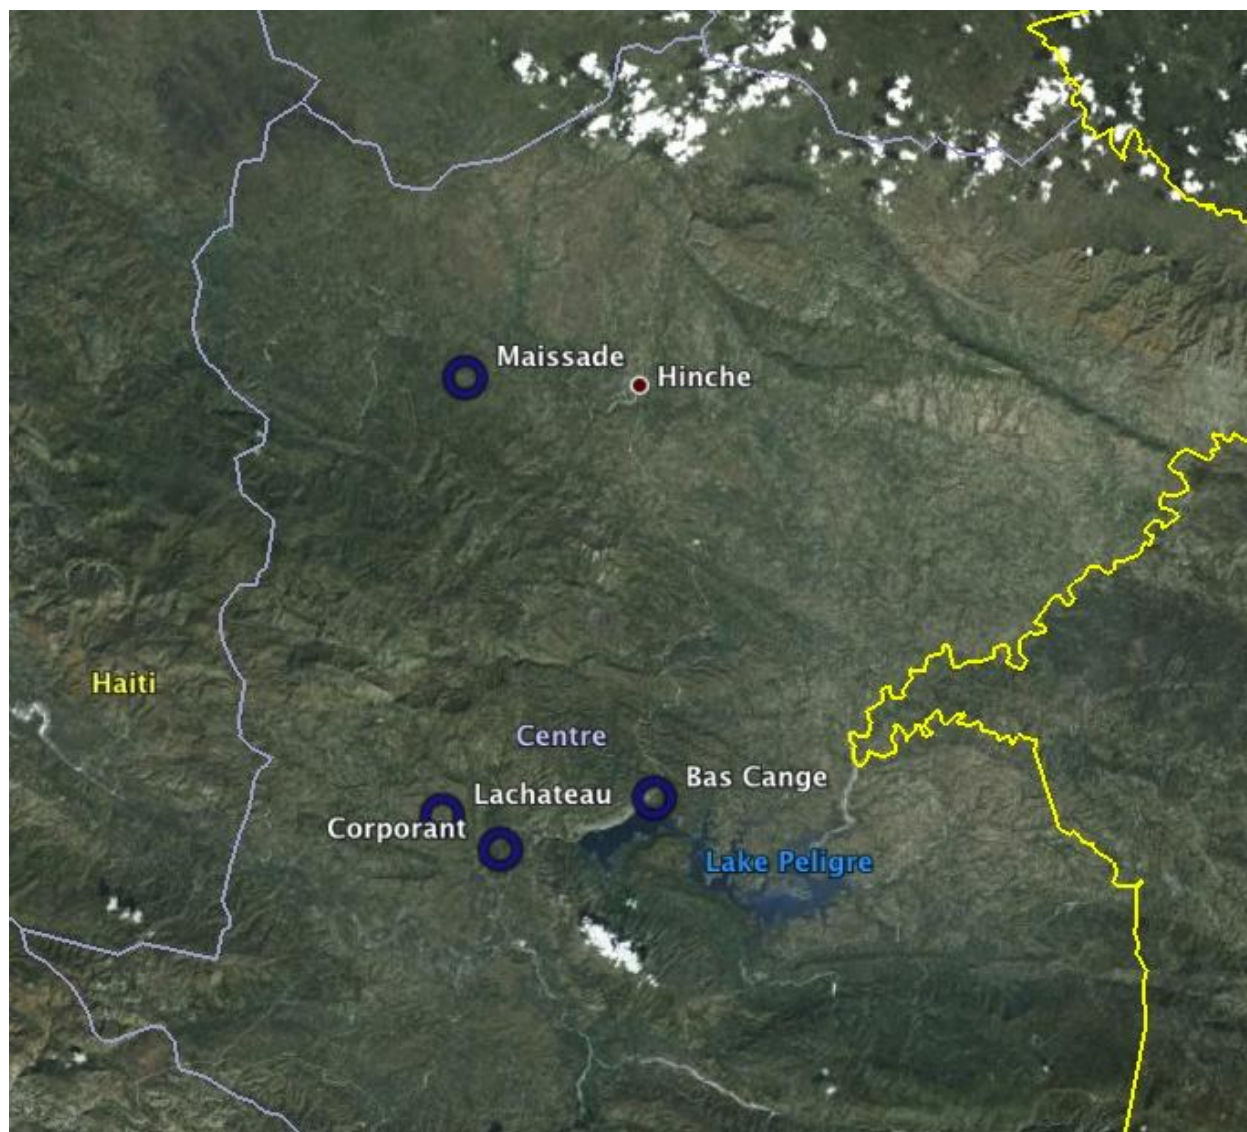 Maissade
Hinche
Haiti
Centre
Bas Cange
Lachateau
Corporant
Lake Peligre